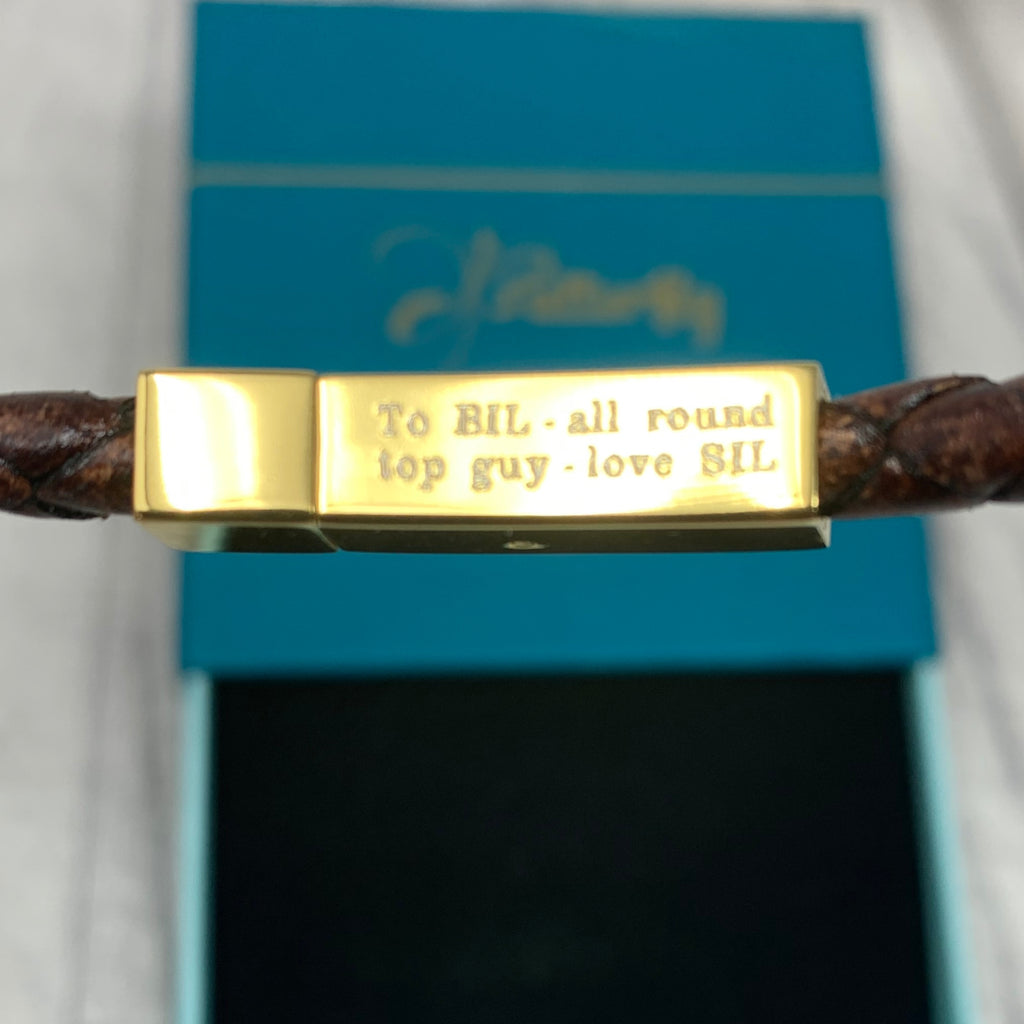 To BIL - all round
top guy - love SIL